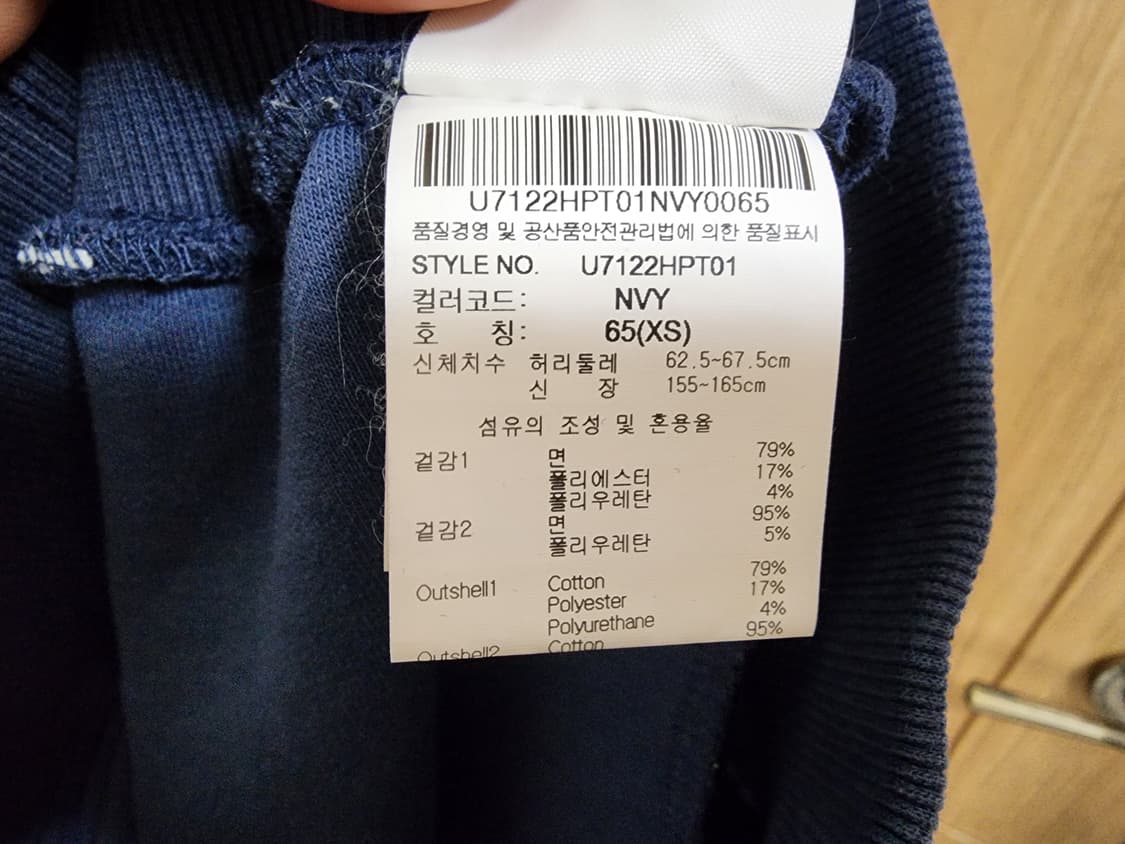 U7122HPT01NVY0065
품질경영 및 공산품안전관리법에 의한 품질표시
STYLE NO. U7122HPT01
컬러코드: NVY
호 칭: 65(XS)
신체치수 허리둘레 62.5~67.5cm
신 장 155~165cm
섬유의 조성 및 혼용율
겉감1 면 79%
폴리에스터 17%
폴리우레탄 4%
겉감2 면 95%
폴리우레탄 5%
Outshell1 Cotton 79%
Polyester 17%
Polyurethane 4%
Outshell2 Cotton 95%